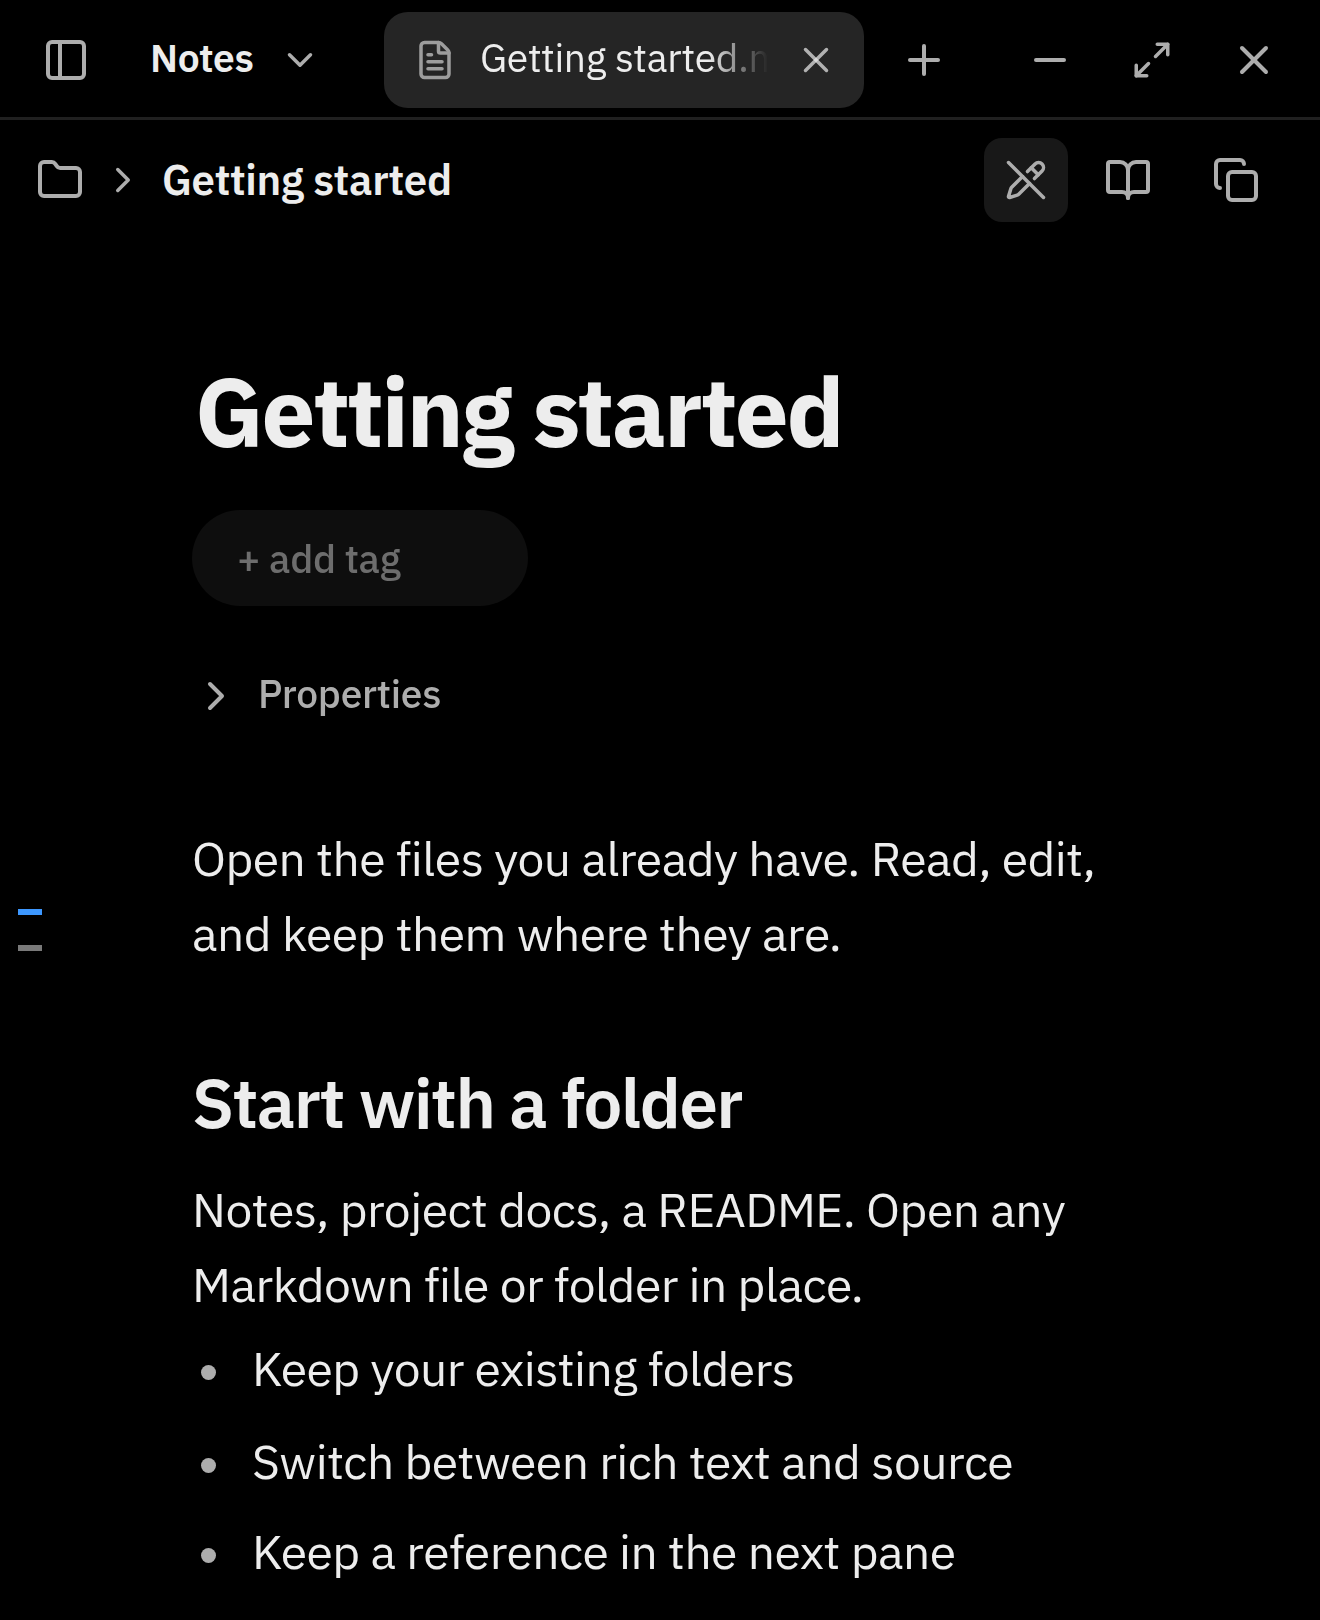 Notes
Getting started.n
Getting started
Getting started
+ add tag
Properties
Open the files you already have. Read, edit,
and keep them where they are.
Start with a folder
Notes, project docs, a README. Open any
Markdown file or folder in place.
Keep your existing folders
Switch between rich text and source
Keep a reference in the next pane